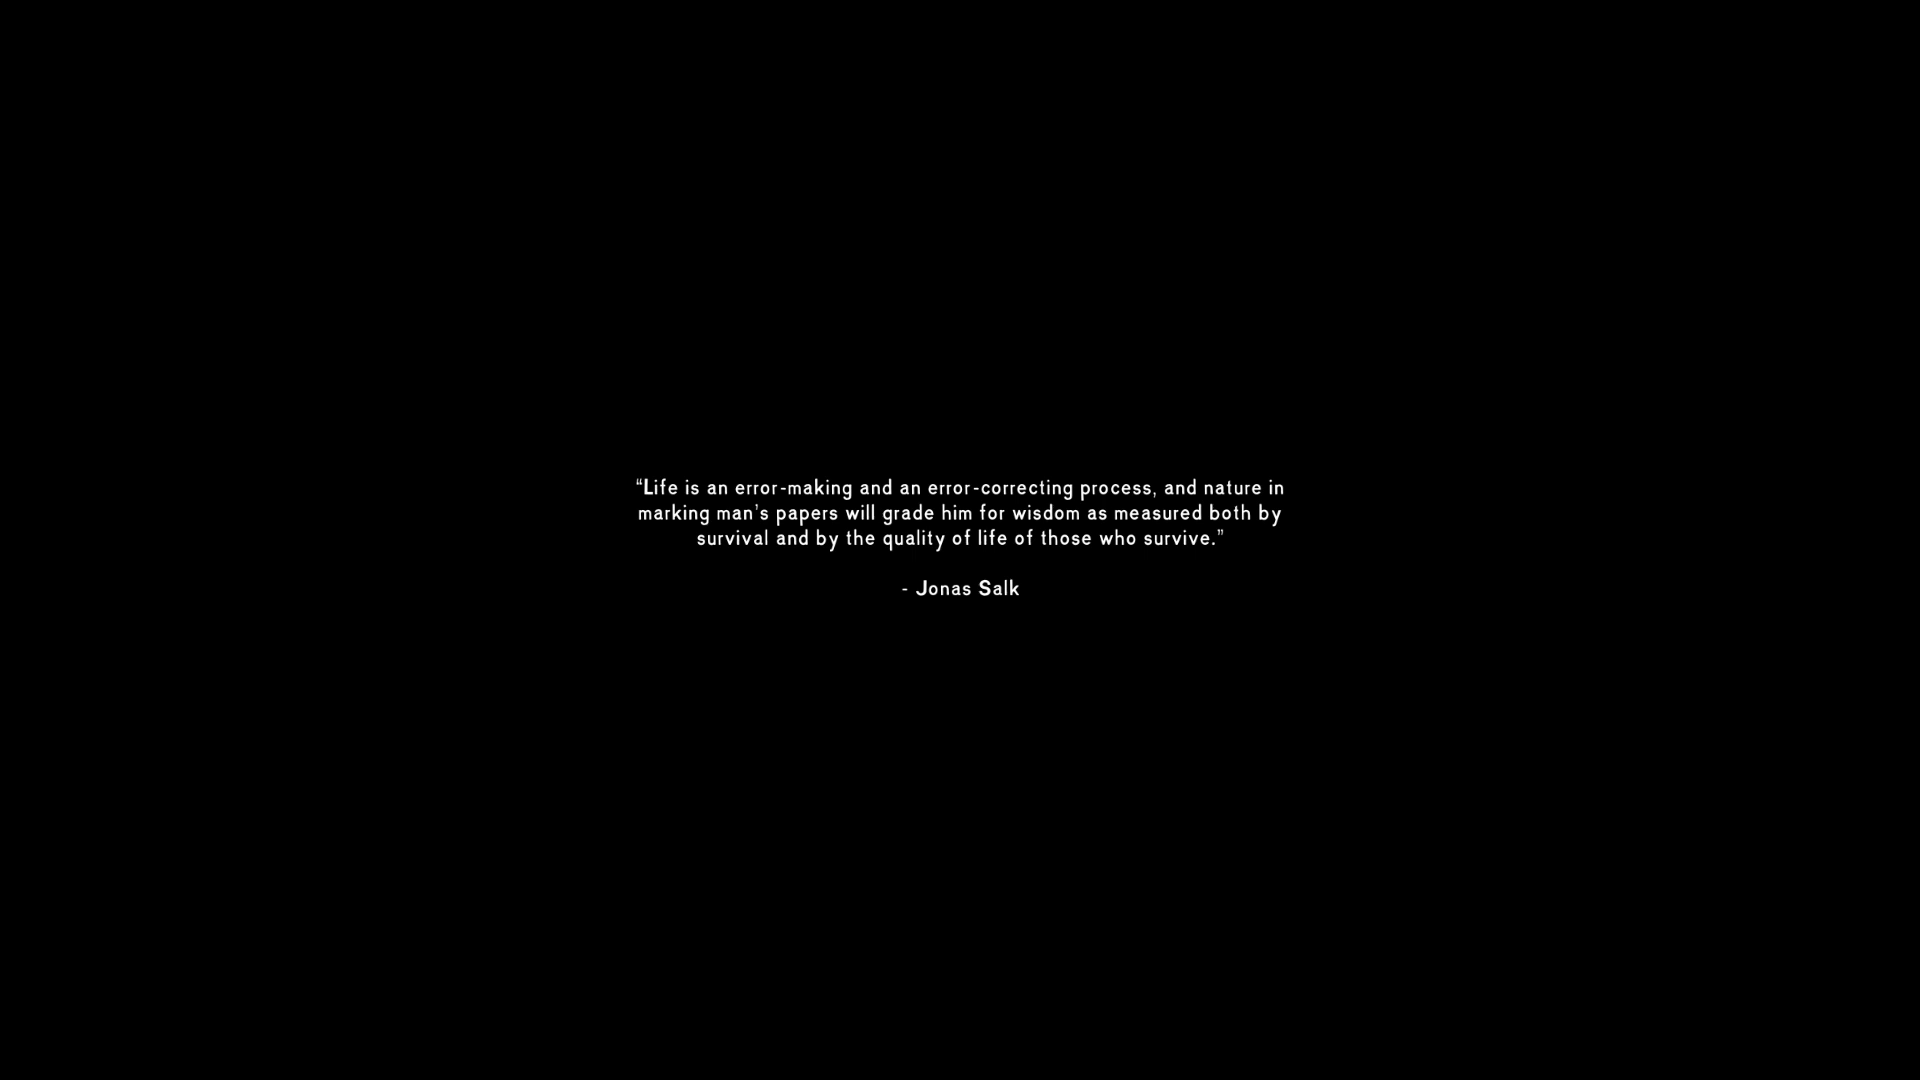 “Life is an error-making and an error-correcting process, and nature in
marking man’s papers will grade him for wisdom as measured both by
survival and by the quality of life of those who survive.”
- Jonas Salk